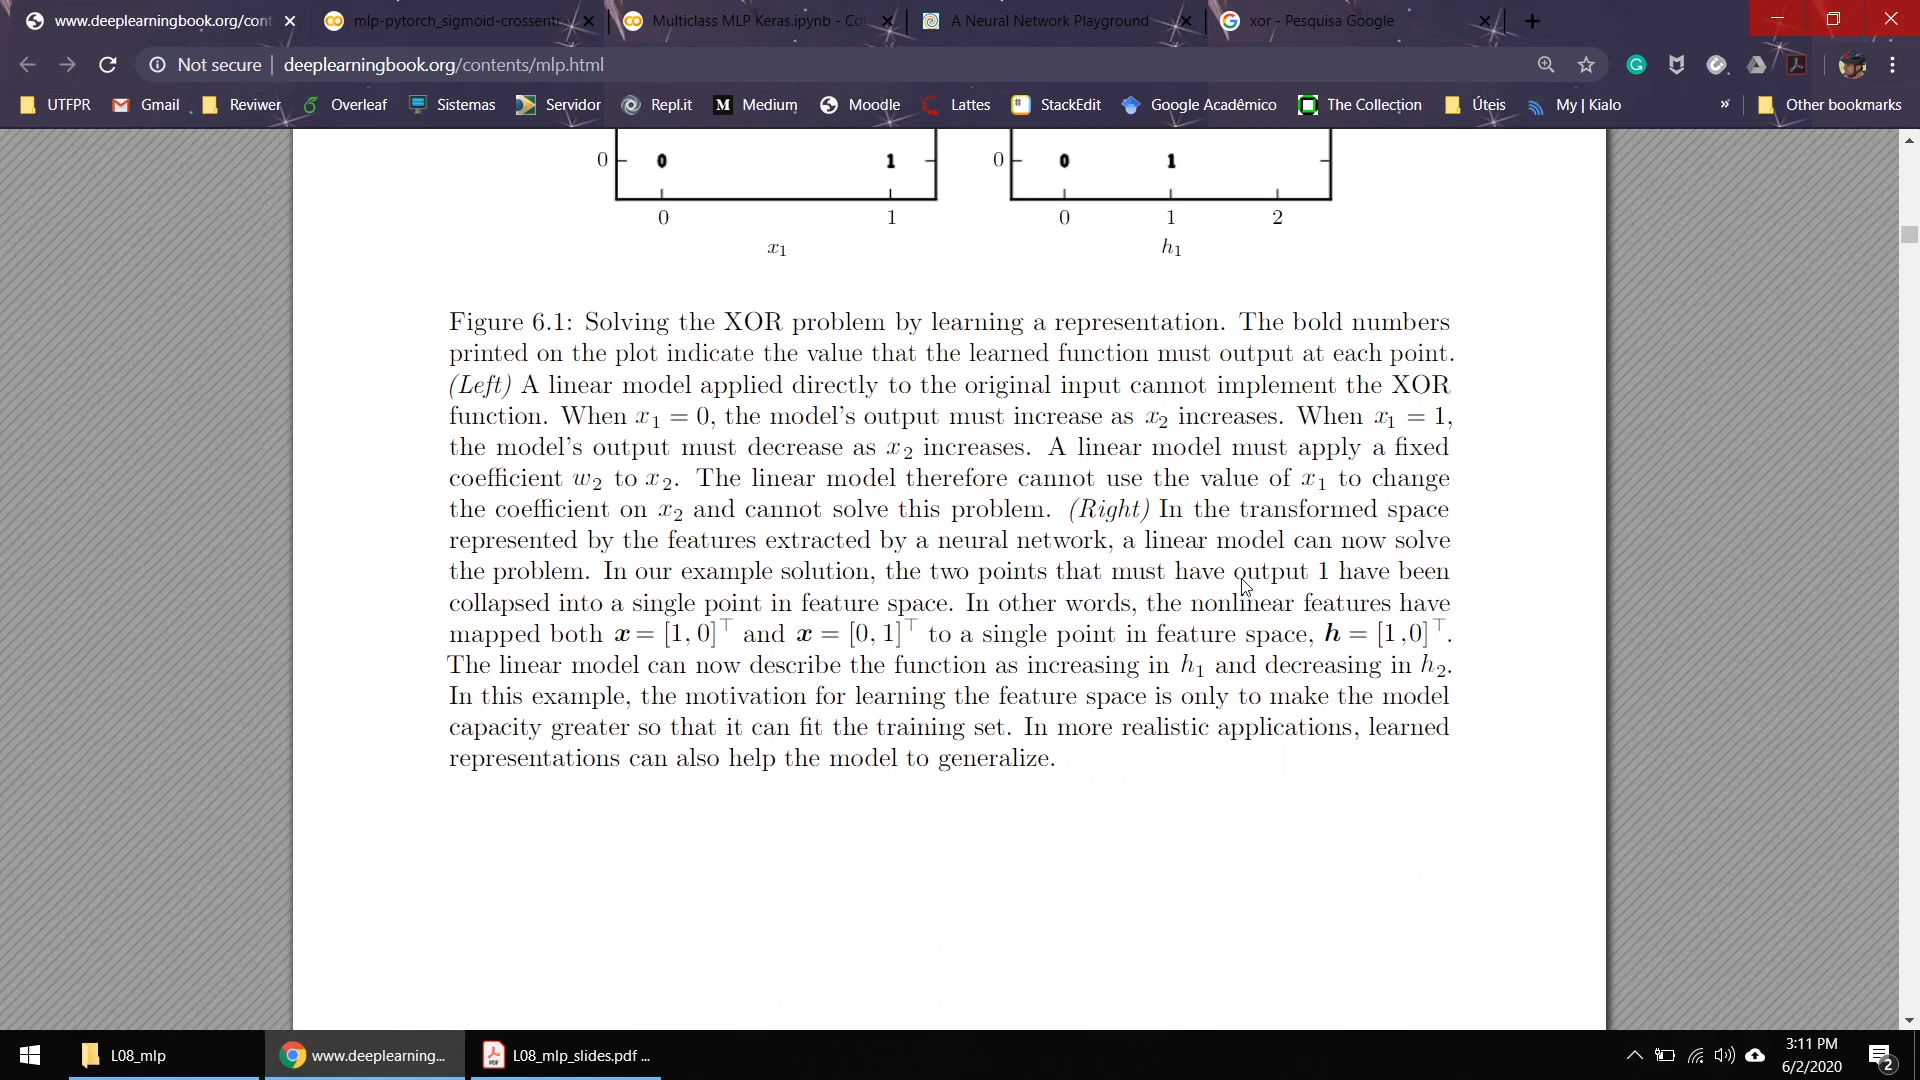 www.deeplearningbook.org/cont
mlp-pytorch_sigmoid-crossentr
Multiclass MLP Keras.ipynb - Co
A Neural Network Playground
xor - Pesquisa Google
Not secure | deeplearningbook.org/contents/mlp.html
UTFPR Gmail Reviwer Overleaf Sistemas Servidor Repl.it Medium Moodle Lattes StackEdit Google Acadêmico The Collection Úteis My | Kialo » Other bookmarks
0 0 1 0 0 1
0 1 0 1 2
x₁ h₁
Figure 6.1: Solving the XOR problem by learning a representation. The bold numbers
printed on the plot indicate the value that the learned function must output at each point.
(Left) A linear model applied directly to the original input cannot implement the XOR
function. When x₁ = 0, the model's output must increase as x₂ increases. When x₁ = 1,
the model's output must decrease as x₂ increases. A linear model must apply a fixed
coefficient w₂ to x₂. The linear model therefore cannot use the value of x₁ to change
the coefficient on x₂ and cannot solve this problem. (Right) In the transformed space
represented by the features extracted by a neural network, a linear model can now solve
the problem. In our example solution, the two points that must have output 1 have been
collapsed into a single point in feature space. In other words, the nonlinear features have
mapped both x = [1, 0]⊤ and x = [0, 1]⊤ to a single point in feature space, h = [1 ,0]⊤.
The linear model can now describe the function as increasing in h₁ and decreasing in h₂.
In this example, the motivation for learning the feature space is only to make the model
capacity greater so that it can fit the training set. In more realistic applications, learned
representations can also help the model to generalize.
L08_mlp
www.deeplearning...
L08_mlp_slides.pdf ...
3:11 PM
6/2/2020
2